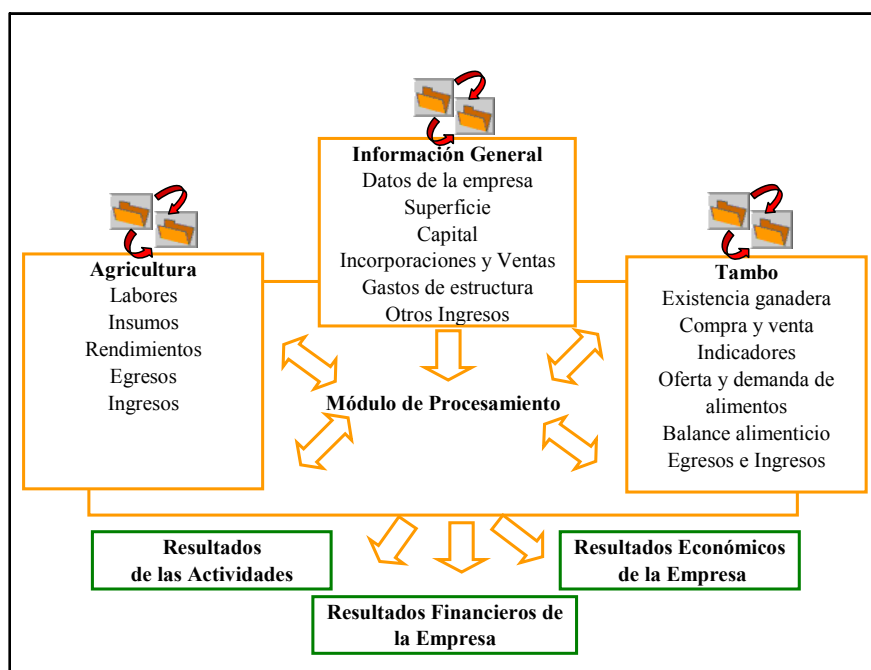 Información General
Datos de la empresa
Superficie
Capital
Incorporaciones y Ventas
Gastos de estructura
Otros Ingresos
Agricultura
Labores
Insumos
Rendimientos
Egresos
Ingresos
Tambo
Existencia ganadera
Compra y venta
Indicadores
Oferta y demanda de
alimentos
Balance alimenticio
Egresos e Ingresos
Módulo de Procesamiento
Resultados
de las Actividades
Resultados Financieros de
la Empresa
Resultados Económicos
de la Empresa